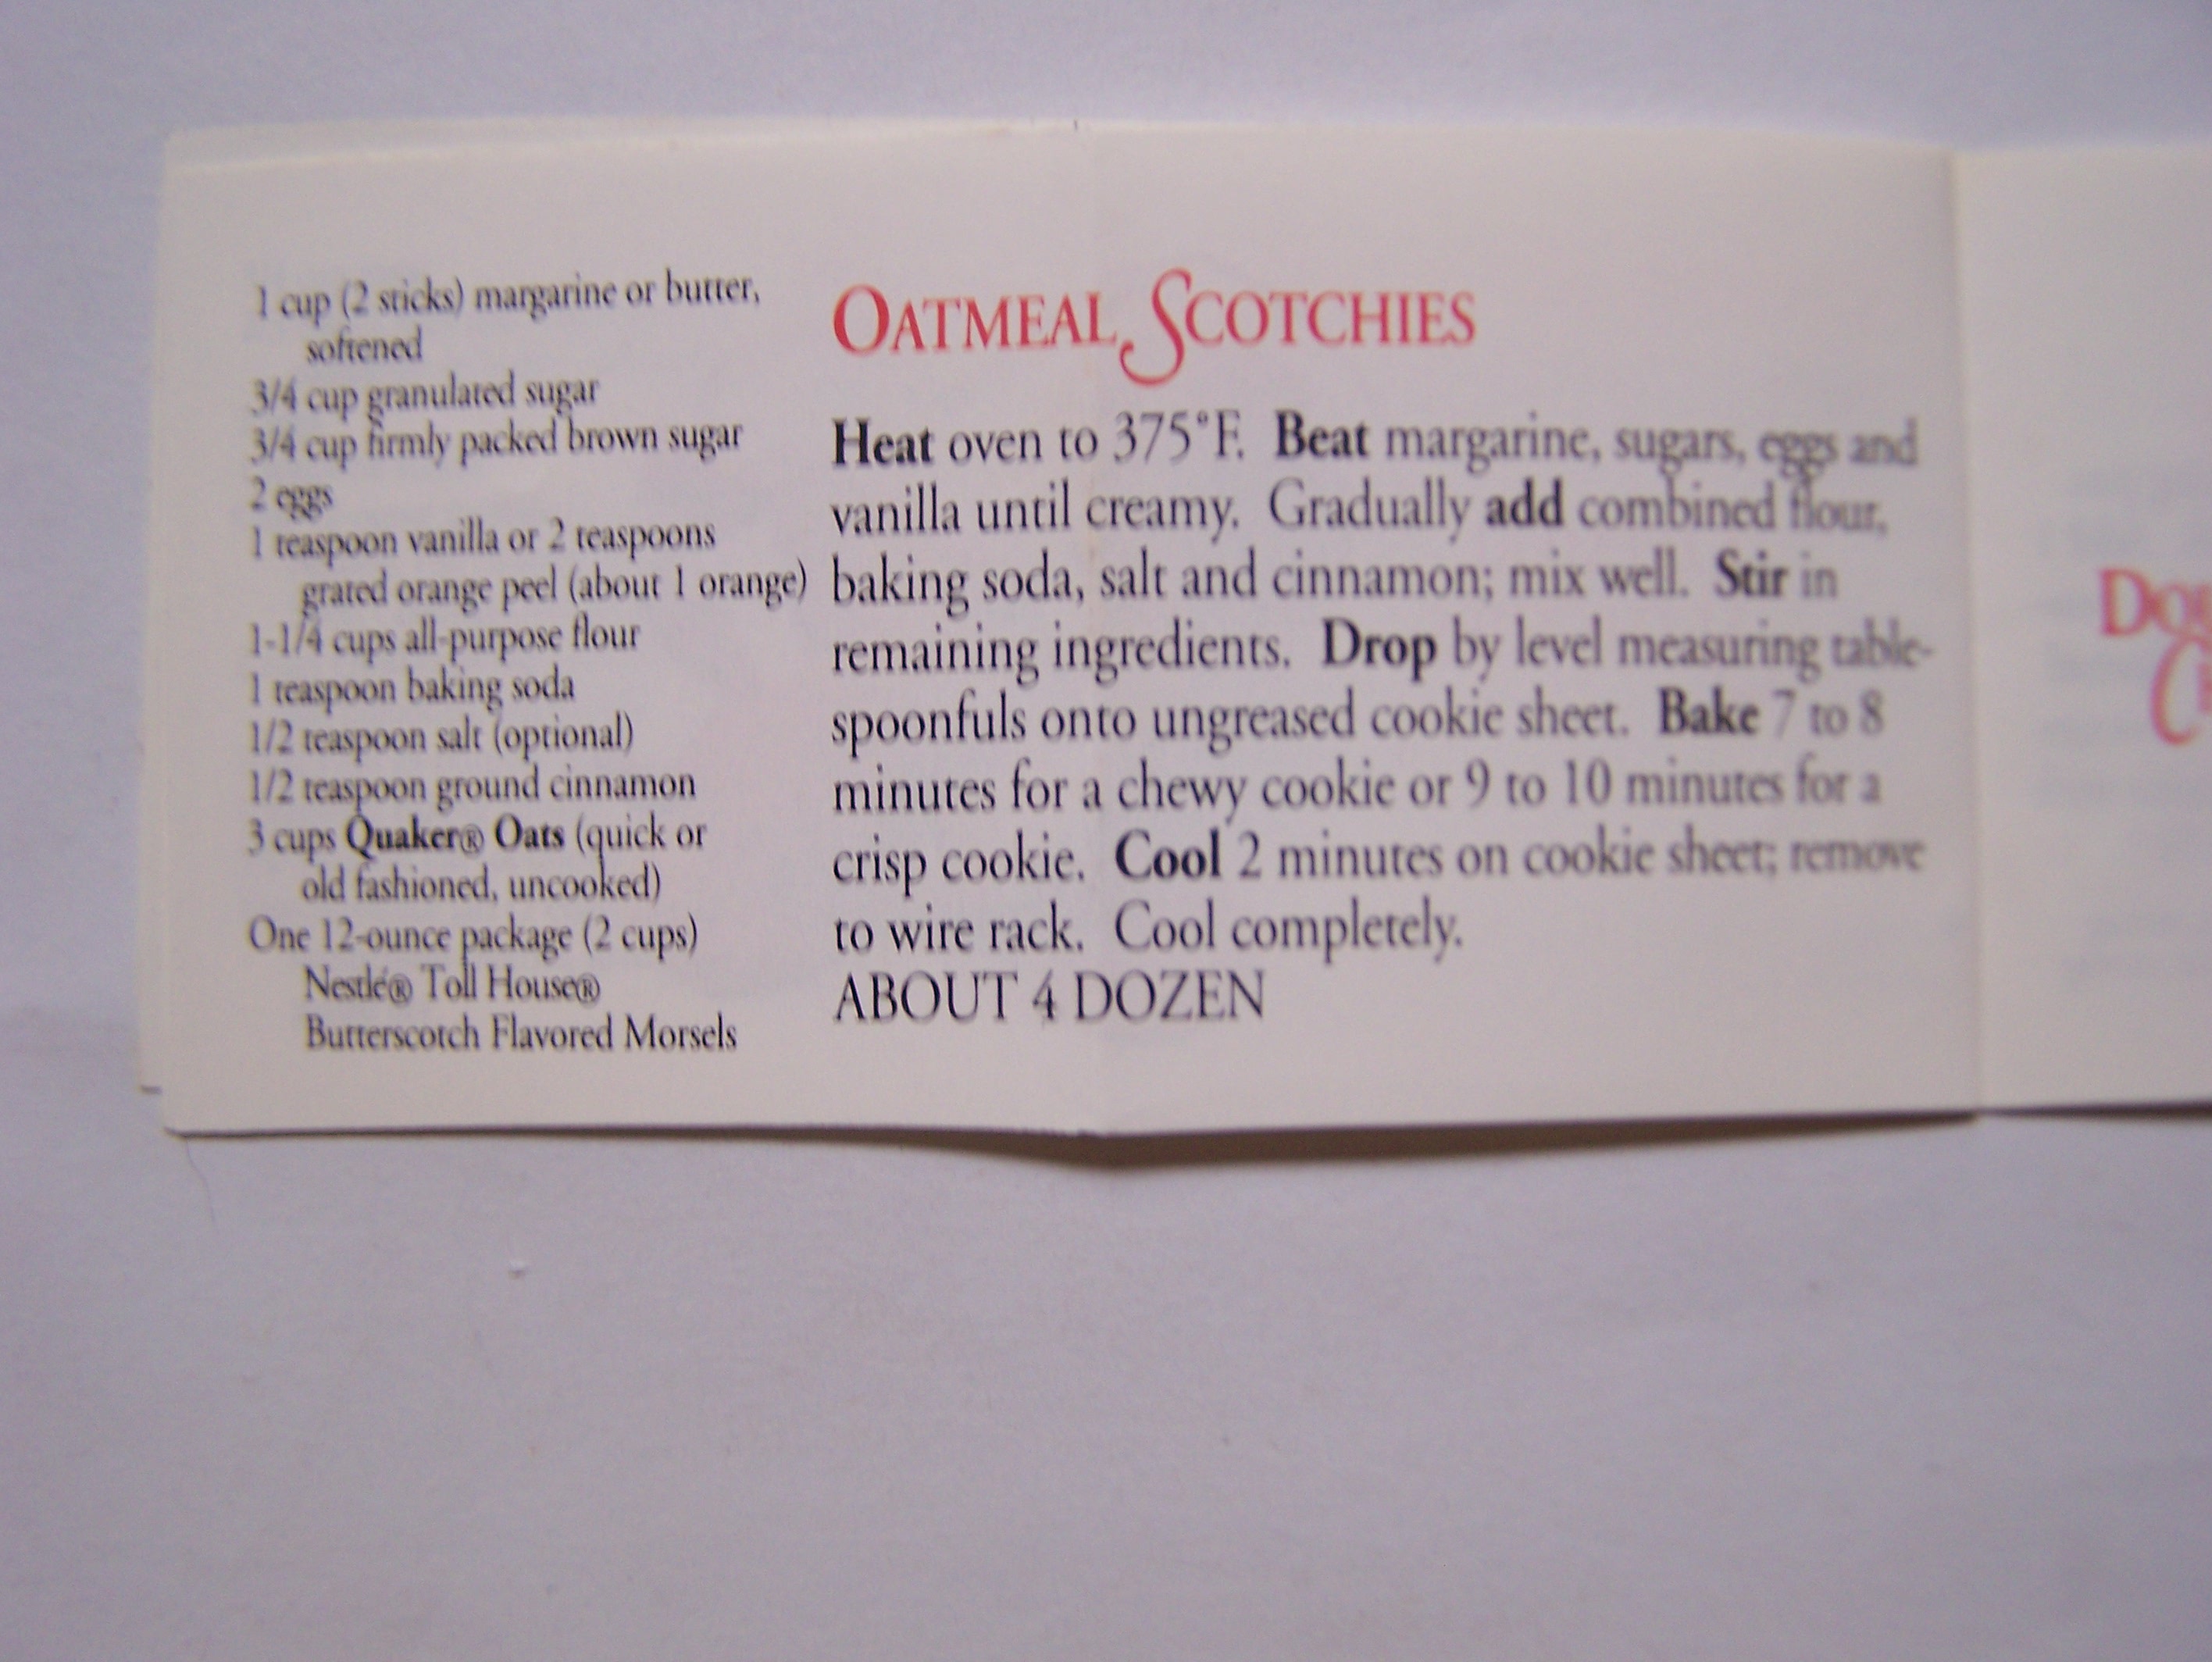 1 cup (2 sticks) margarine or butter,
softened
3/4 cup granulated sugar
3/4 cup firmly packed brown sugar
2 eggs
1 teaspoon vanilla or 2 teaspoons
grated orange peel (about 1 orange)
1-1/4 cups all-purpose flour
1 teaspoon baking soda
1/2 teaspoon salt (optional)
1/2 teaspoon ground cinnamon
3 cups Quaker® Oats (quick or
old fashioned, uncooked)
One 12-ounce package (2 cups)
Nestlé® Toll House®
Butterscotch Flavored Morsels
OATMEAL SCOTCHIES
Heat oven to 375°F. Beat margarine, sugars, eggs and
vanilla until creamy. Gradually add combined flour,
baking soda, salt and cinnamon; mix well. Stir in
remaining ingredients. Drop by level measuring table-
spoonfuls onto ungreased cookie sheet. Bake 7 to 8
minutes for a chewy cookie or 9 to 10 minutes for a
crisp cookie. Cool 2 minutes on cookie sheet; remove
to wire rack. Cool completely.
ABOUT 4 DOZEN